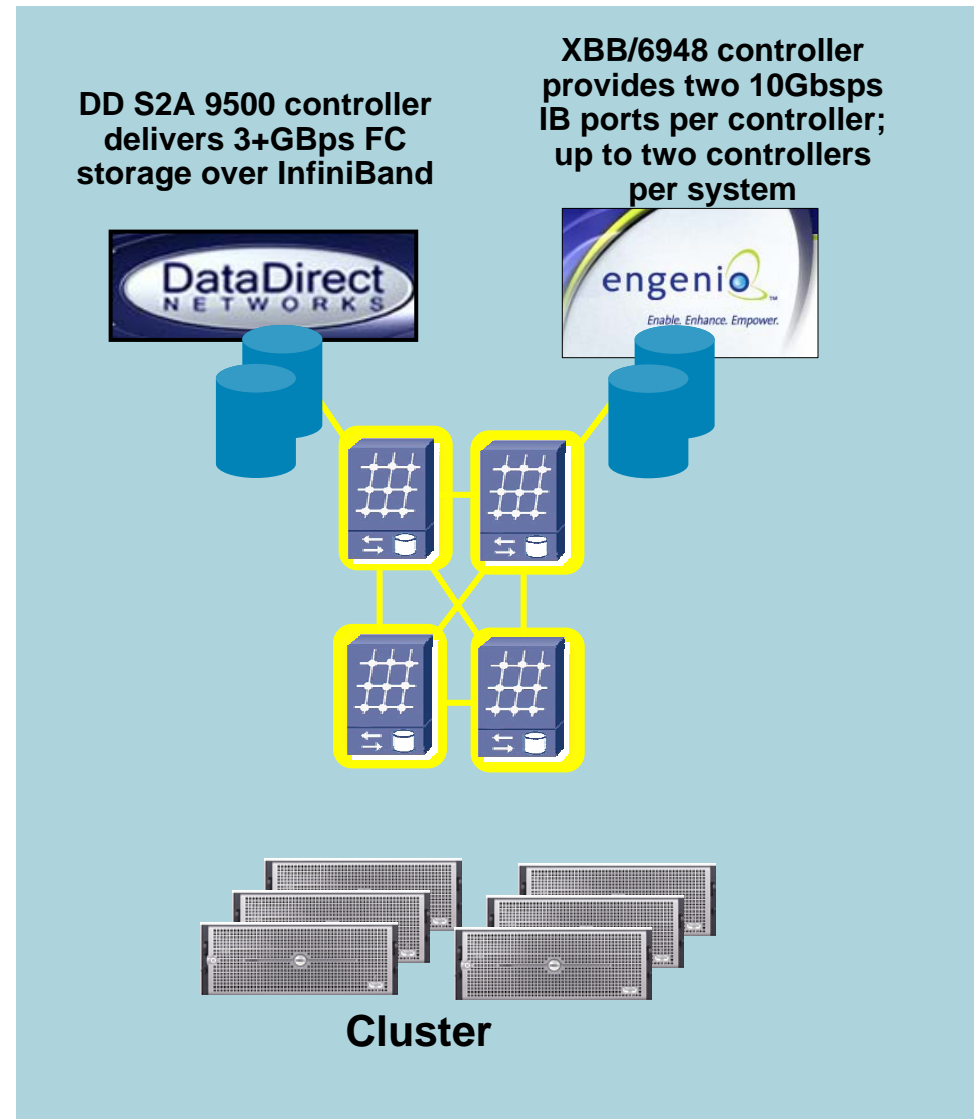 DD S2A 9500 controller
delivers 3+GBps FC
storage over InfiniBand
XBB/6948 controller
provides two 10Gbsps
IB ports per controller;
up to two controllers
per system
DataDirect
NETWORKS
engenio
TM
Enable. Enhance. Empower.
Cluster